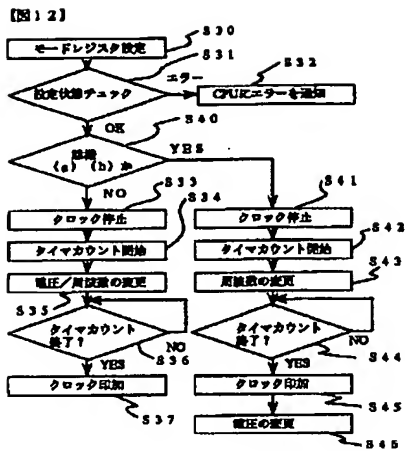 【図12】
S30
モードレジスタ設定
S31
設定状態チェック
エラー
S32
CPUにエラーを通知
OK
S40
(a) (b) か
YES
NO
S33
クロック停止
S34
タイマカウント開始
電圧/周波数の変更
S35
タイマカウント
終了?
NO
S36
YES
クロック印加
S37
S41
クロック停止
S42
タイマカウント開始
S43
周波数の変更
タイマカウント
終了?
NO
S44
YES
クロック印加
S45
電圧の変更
S46